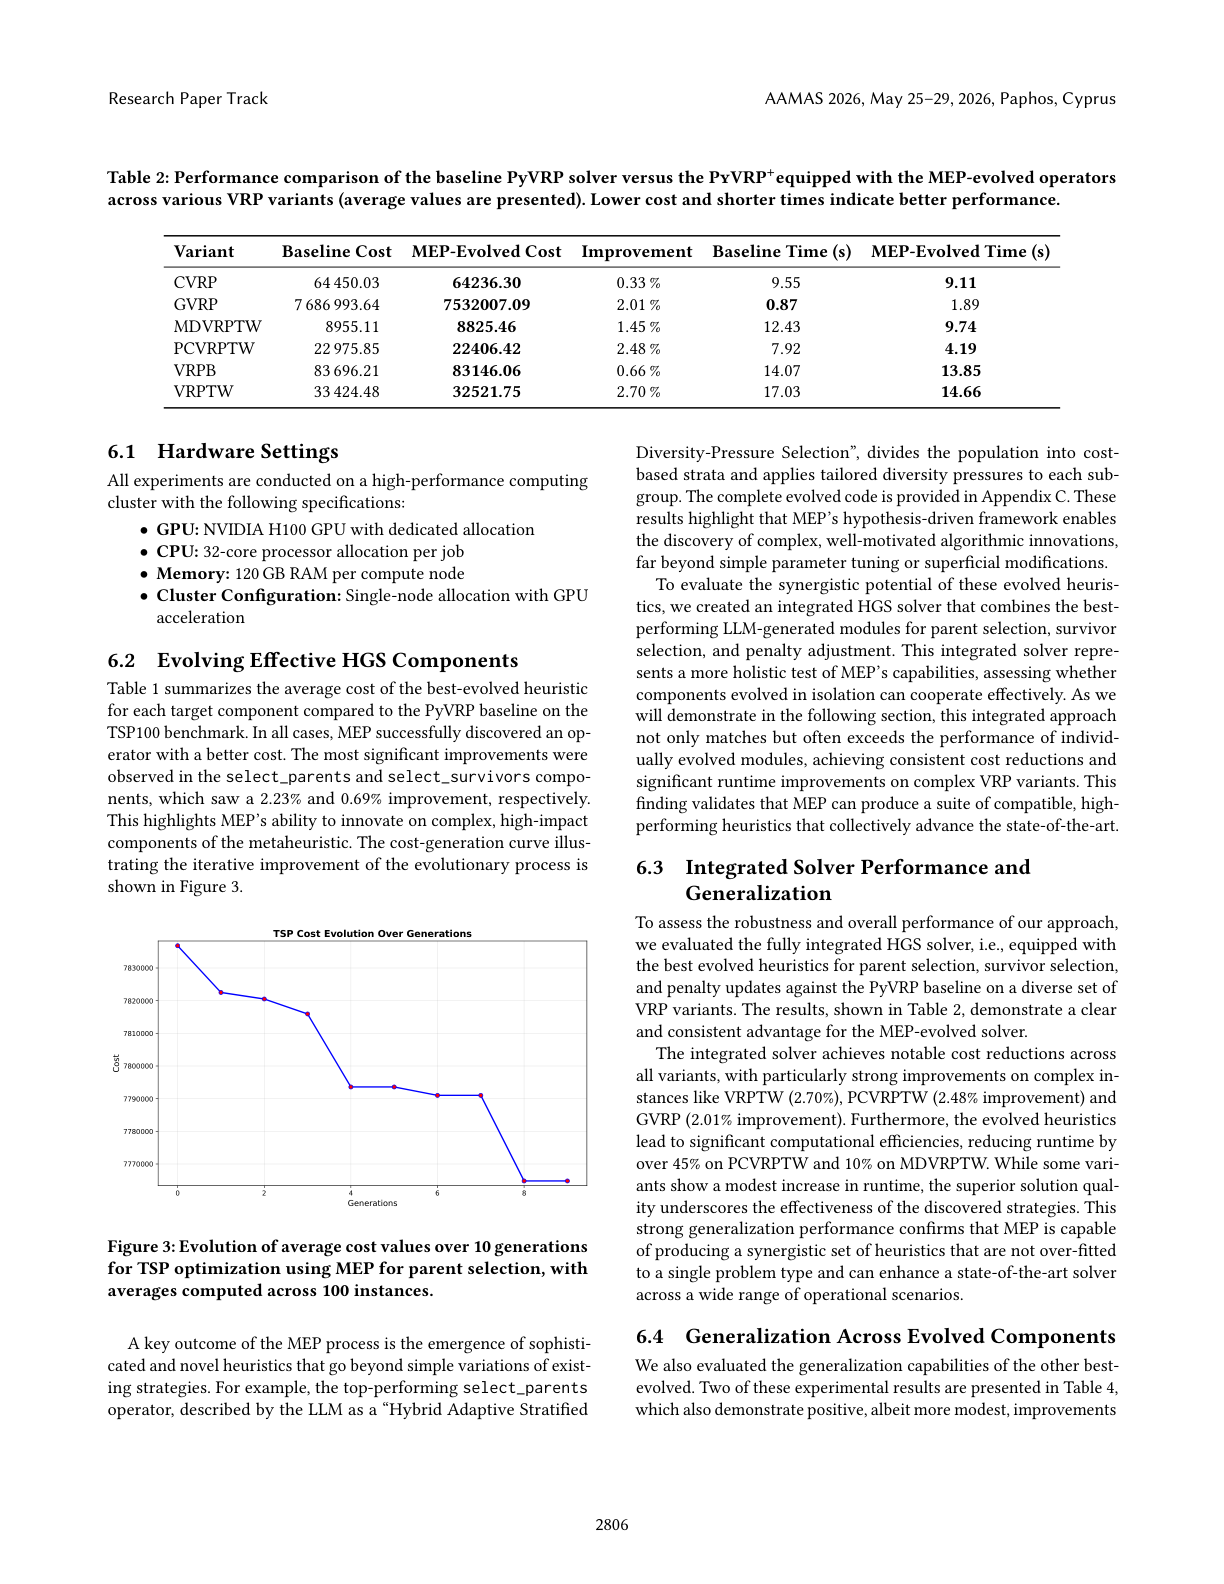 Research Paper Track
AAMAS 2026, May 25–29, 2026, Paphos, Cyprus
Table 2: Performance comparison of the baseline PyVRP solver versus the PyVRP+equipped with the MEP-evolved operators
across various VRP variants (average values are presented). Lower cost and shorter times indicate better performance.
Variant Baseline Cost MEP-Evolved Cost Improvement Baseline Time (s) MEP-Evolved Time (s)
CVRP 64 450.03 64236.30 0.33 % 9.55 9.11
GVRP 7 686 993.64 7532007.09 2.01 % 0.87 1.89
MDVRPTW 8955.11 8825.46 1.45 % 12.43 9.74
PCVRPTW 22 975.85 22406.42 2.48 % 7.92 4.19
VRPB 83 696.21 83146.06 0.66 % 14.07 13.85
VRPTW 33 424.48 32521.75 2.70 % 17.03 14.66
6.1 Hardware Settings
All experiments are conducted on a high-performance computing
cluster with the following specifications:
• GPU: NVIDIA H100 GPU with dedicated allocation
• CPU: 32-core processor allocation per job
• Memory: 120 GB RAM per compute node
• Cluster Configuration: Single-node allocation with GPU
acceleration
6.2 Evolving Effective HGS Components
Table 1 summarizes the average cost of the best-evolved heuristic
for each target component compared to the PyVRP baseline on the
TSP100 benchmark. In all cases, MEP successfully discovered an op-
erator with a better cost. The most significant improvements were
observed in the select_parents and select_survivors compo-
nents, which saw a 2.23% and 0.69% improvement, respectively.
This highlights MEP's ability to innovate on complex, high-impact
components of the metaheuristic. The cost-generation curve illus-
trating the iterative improvement of the evolutionary process is
shown in Figure 3.
TSP Cost Evolution Over Generations
7830000
7820000
7810000
7800000
7790000
7780000
7770000
Cost
0 2 4 6 8
Generations
Figure 3: Evolution of average cost values over 10 generations
for TSP optimization using MEP for parent selection, with
averages computed across 100 instances.
A key outcome of the MEP process is the emergence of sophisti-
cated and novel heuristics that go beyond simple variations of exist-
ing strategies. For example, the top-performing select_parents
operator, described by the LLM as a “Hybrid Adaptive Stratified
Diversity-Pressure Selection”, divides the population into cost-
based strata and applies tailored diversity pressures to each sub-
group. The complete evolved code is provided in Appendix C. These
results highlight that MEP's hypothesis-driven framework enables
the discovery of complex, well-motivated algorithmic innovations,
far beyond simple parameter tuning or superficial modifications.
To evaluate the synergistic potential of these evolved heuris-
tics, we created an integrated HGS solver that combines the best-
performing LLM-generated modules for parent selection, survivor
selection, and penalty adjustment. This integrated solver repre-
sents a more holistic test of MEP's capabilities, assessing whether
components evolved in isolation can cooperate effectively. As we
will demonstrate in the following section, this integrated approach
not only matches but often exceeds the performance of individ-
ually evolved modules, achieving consistent cost reductions and
significant runtime improvements on complex VRP variants. This
finding validates that MEP can produce a suite of compatible, high-
performing heuristics that collectively advance the state-of-the-art.
6.3 Integrated Solver Performance and
Generalization
To assess the robustness and overall performance of our approach,
we evaluated the fully integrated HGS solver, i.e., equipped with
the best evolved heuristics for parent selection, survivor selection,
and penalty updates against the PyVRP baseline on a diverse set of
VRP variants. The results, shown in Table 2, demonstrate a clear
and consistent advantage for the MEP-evolved solver.
The integrated solver achieves notable cost reductions across
all variants, with particularly strong improvements on complex in-
stances like VRPTW (2.70%), PCVRPTW (2.48% improvement) and
GVRP (2.01% improvement). Furthermore, the evolved heuristics
lead to significant computational efficiencies, reducing runtime by
over 45% on PCVRPTW and 10% on MDVRPTW. While some vari-
ants show a modest increase in runtime, the superior solution qual-
ity underscores the effectiveness of the discovered strategies. This
strong generalization performance confirms that MEP is capable
of producing a synergistic set of heuristics that are not over-fitted
to a single problem type and can enhance a state-of-the-art solver
across a wide range of operational scenarios.
6.4 Generalization Across Evolved Components
We also evaluated the generalization capabilities of the other best-
evolved. Two of these experimental results are presented in Table 4,
which also demonstrate positive, albeit more modest, improvements
2806